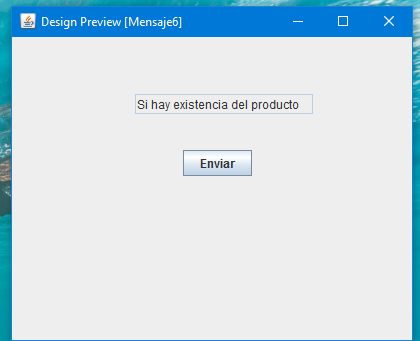 Design Preview [Mensaje6]
Si hay existencia del producto
Enviar